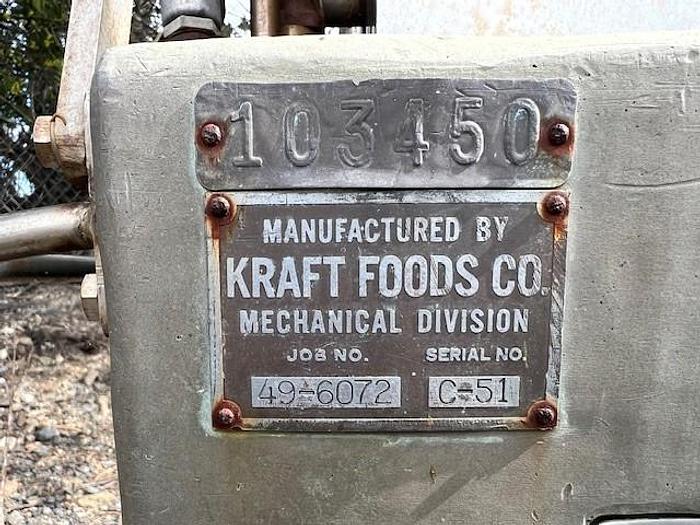 103450
MANUFACTURED BY
KRAFT FOODS CO.
MECHANICAL DIVISION
JOB NO. SERIAL NO.
49-6072 C-51